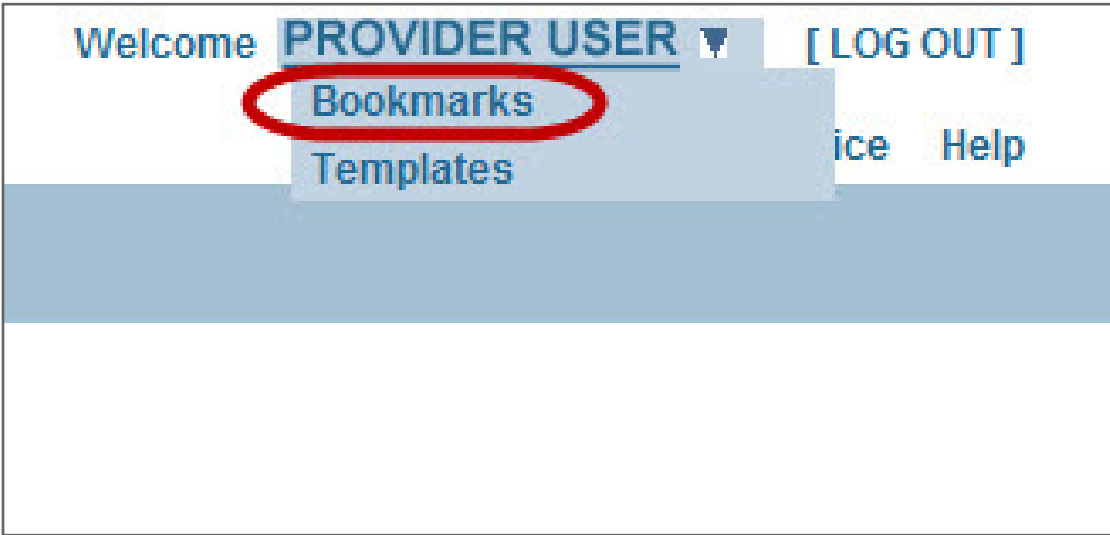 Welcome PROVIDER USER ▼ [ LOG OUT ]
Bookmarks
ice Help
Templates